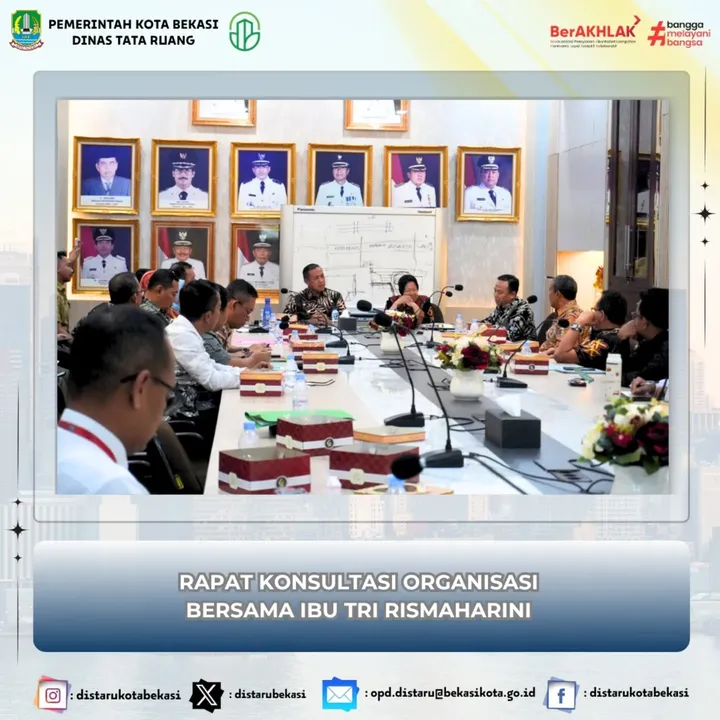 PEMERINTAH KOTA BEKASI
DINAS TATA RUANG
BerAKHLAK
#bangga
melayani
bangsa
Panasonic
RAPAT KONSULTASI ORGANISASI
BERSAMA IBU TRI RISMAHARINI
: distarukotabekasi
: distarubekasi
: opd.distaru@bekasikota.go.id
: distarukotabekasi